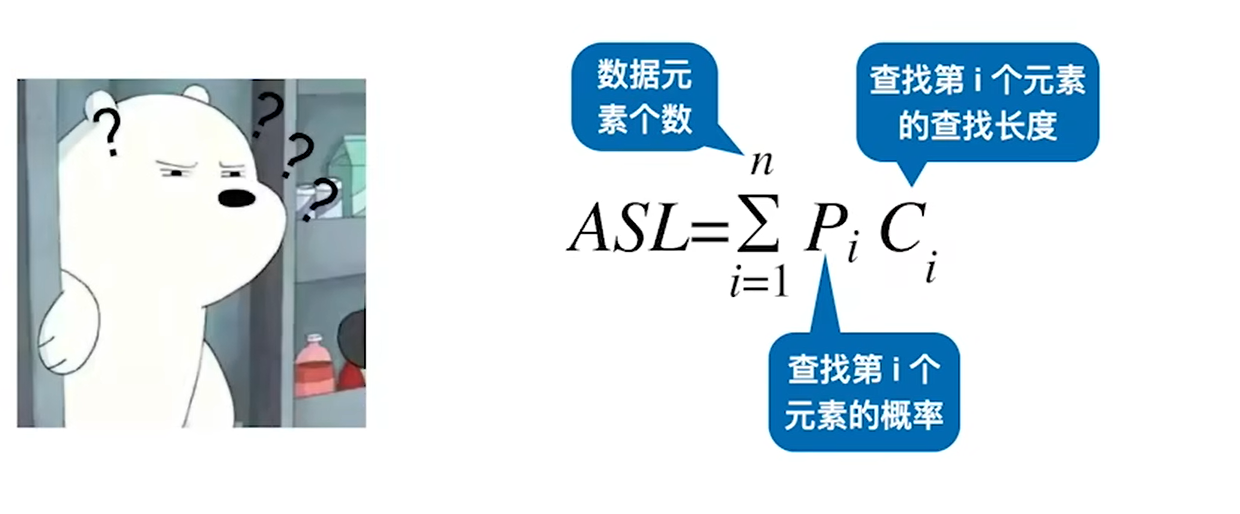 ? ? ? ?
数据元
素个数
查找第 i 个元素
的查找长度
n
ASL=∑ P_i C_i
i=1
查找第 i 个
元素的概率